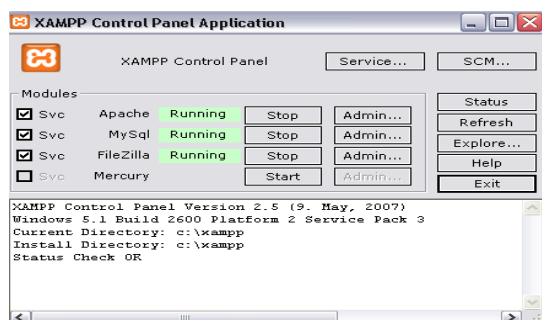 XAMPP Control Panel Application
XAMPP Control Panel Service... SCM...
Modules
Svc Apache Running Stop Admin...
Svc MySql Running Stop Admin...
Svc FileZilla Running Stop Admin...
Svc Mercury Start Admin...
Status
Refresh
Explore...
Help
Exit
XAMPP Control Panel Version 2.5 (9. May, 2007)
Windows 5.1 Build 2600 Platform 2 Service Pack 3
Current Directory: c:\xampp
Install Directory: c:\xampp
Status Check OK